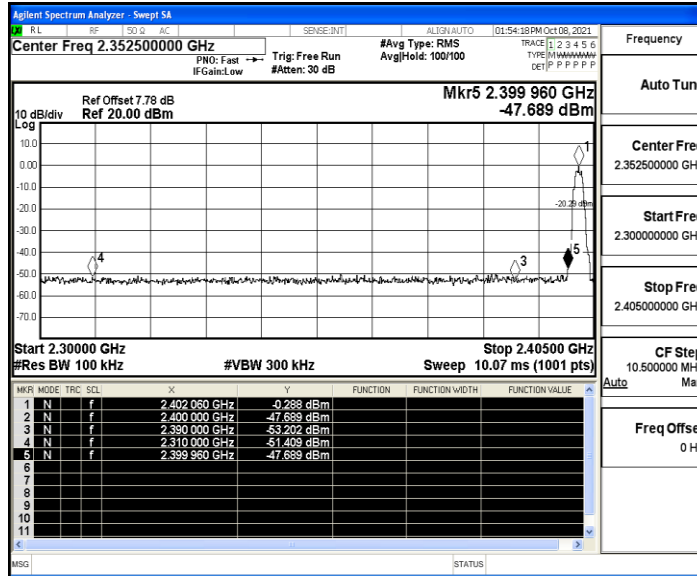 Agilent Spectrum Analyzer - Swept SA
RL RF 50 Ω AC SENSE:INT ALIGN AUTO 01:54:18 PM Oct 08, 2021
Center Freq 2.352500000 GHz
#Avg Type: RMS
TRACE 1 2 3 4 5 6
PNO: Fast Trig: Free Run Avg|Hold: 100/100
TYPE
IFGain:Low #Atten: 30 dB
DET P P P P P P
Mkr5 2.399 960 GHz
-47.689 dBm
Ref Offset 7.78 dB
10 dB/div Ref 20.00 dBm
Log
10.0
0.00
-10.0
-20.0
-30.0
-40.0
-50.0
-60.0
-70.0
1
-20.29 dBm
5
3
4
Start 2.30000 GHz Stop 2.40500 GHz
#Res BW 100 kHz #VBW 300 kHz Sweep 10.07 ms (1001 pts)
MKR MODE TRC SCL X Y FUNCTION FUNCTION WIDTH FUNCTION VALUE
1 N f 2.402 060 GHz -0.288 dBm
2 N f 2.400 000 GHz -47.689 dBm
3 N f 2.390 000 GHz -53.202 dBm
4 N f 2.310 000 GHz -51.409 dBm
5 N f 2.399 960 GHz -47.689 dBm
6
7
8
9
10
11
MSG STATUS
Frequency
Auto Tun
Center Fre
2.352500000 GH
Start Fre
2.300000000 GH
Stop Fre
2.405000000 GH
CF Step
10.500000 MH
Auto Ma
Freq Offse
0 H